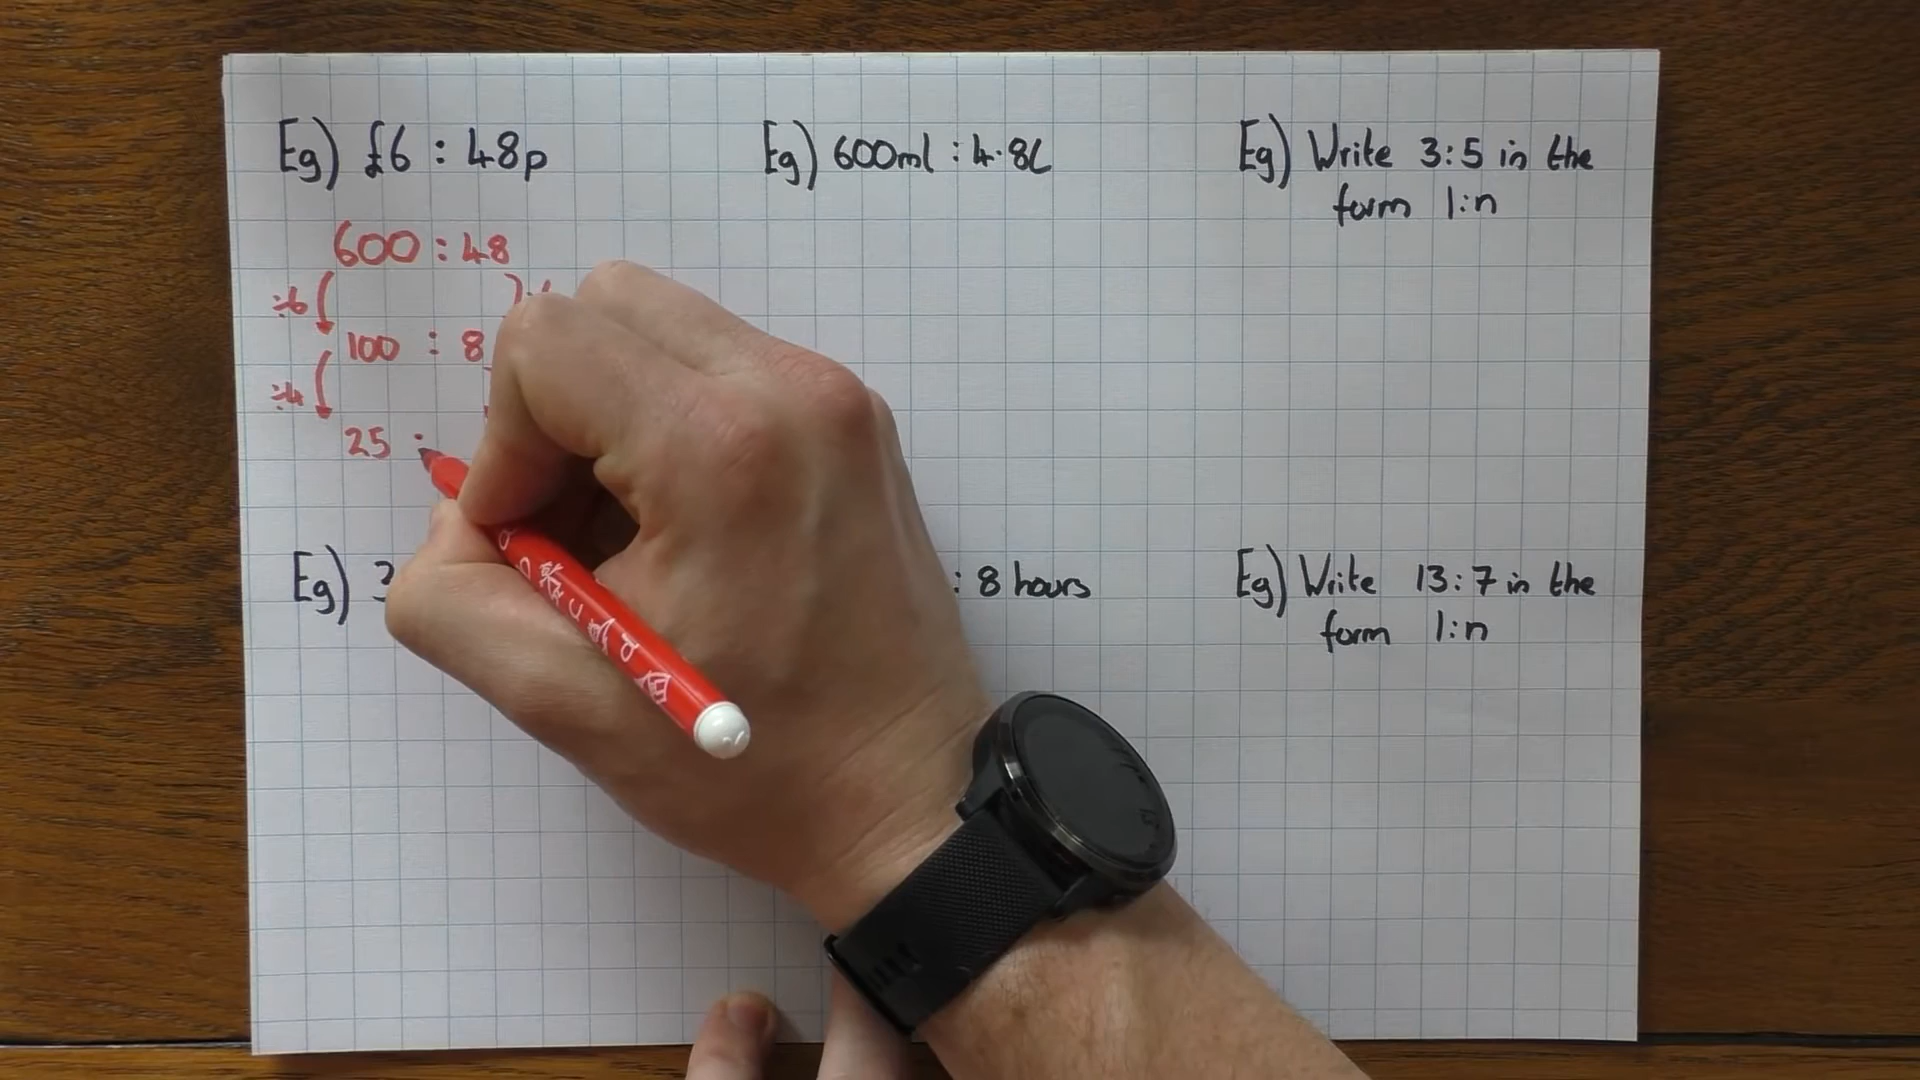 Eg) £6 : 48p
600 : 48
÷6
100 : 8
÷4
25 :
Eg) 600ml : 4.8L
Eg) Write 3:5 in the
form 1:n
Eg) 3
: 8 hours
Eg) Write 13:7 in the
form 1:n